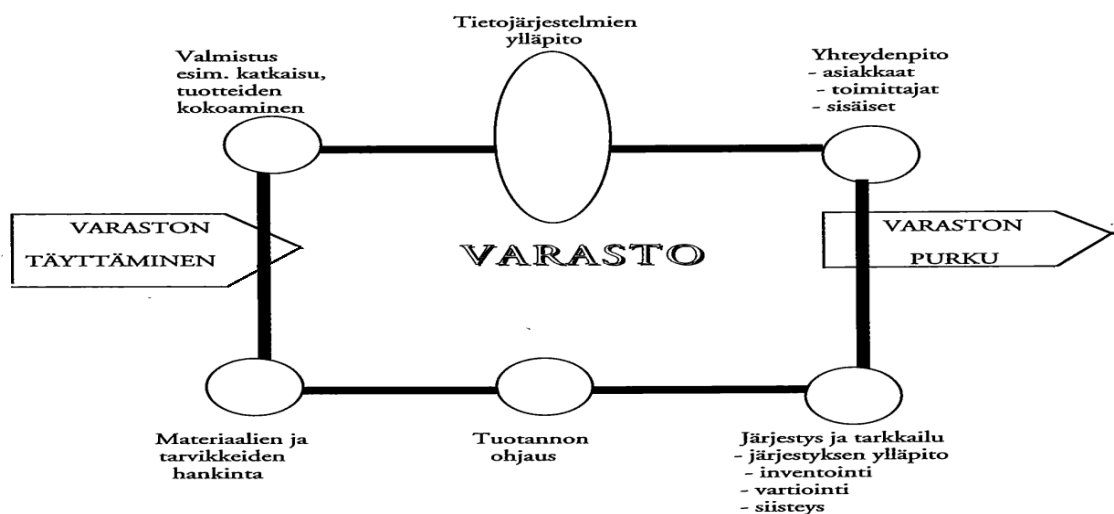 Tietojärjestelmien
ylläpito
Valmistus
esim. katkaisu,
tuotteiden
kokoaminen
Yhteydenpito
- asiakkaat
- toimittajat
- sisäiset
VARASTON
TÄYTTÄMINEN
VARASTO
VARASTON
PURKU
Materiaalien ja
tarvikkeiden
hankinta
Tuotannon
ohjaus
Järjestys ja tarkkailu
- järjestyksen ylläpito
- inventointi
- vartiointi
- siisteys